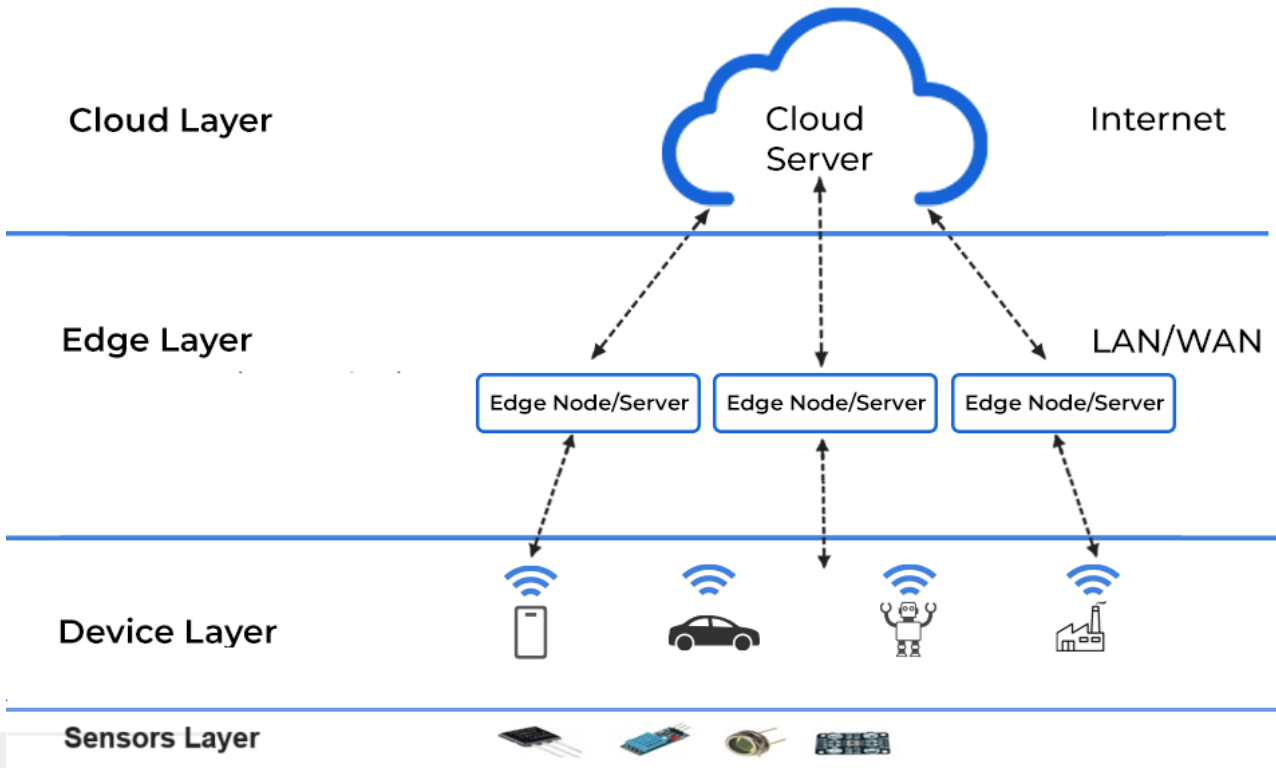 Cloud Layer
Cloud
Server
Internet
Edge Layer
LAN/WAN
Edge Node/Server
Edge Node/Server
Edge Node/Server
Device Layer
Sensors Layer